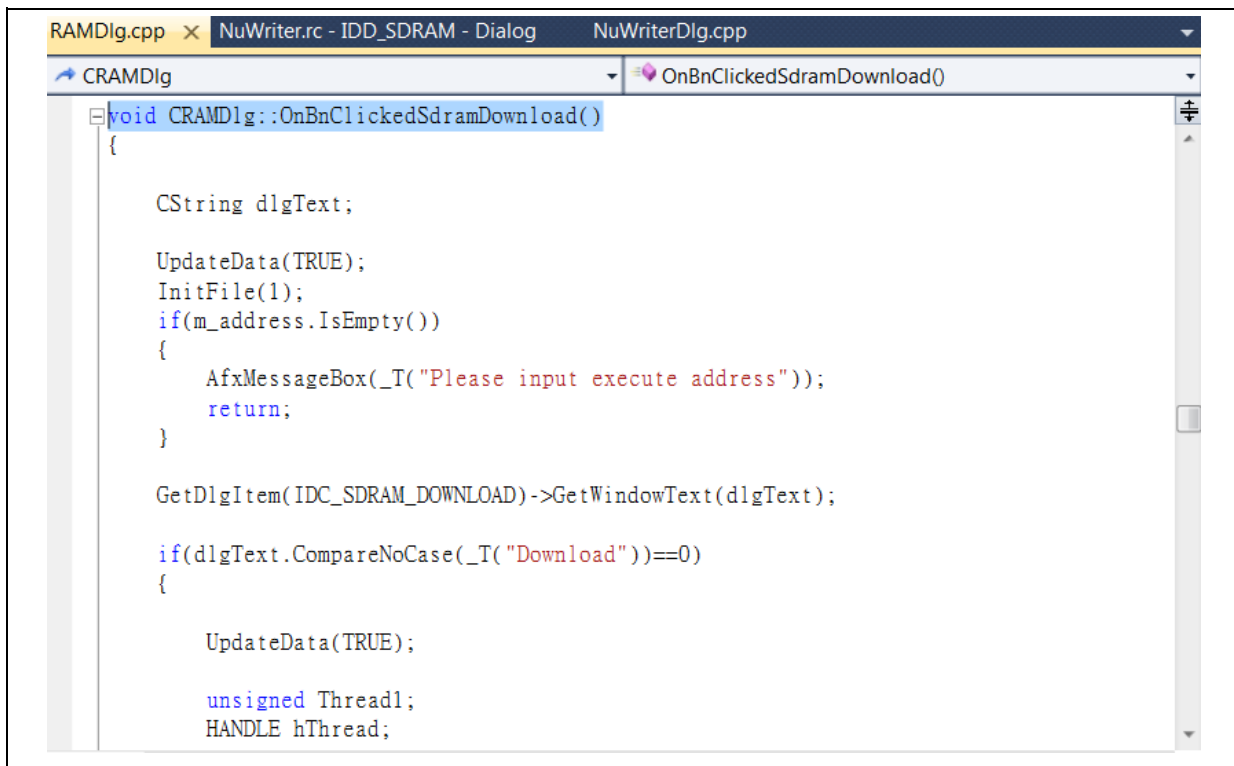 RAMDlg.cpp NuWriter.rc - IDD_SDRAM - Dialog NuWriterDlg.cpp
CRAMDlg OnBnClickedSdramDownload()
void CRAMDlg::OnBnClickedSdramDownload()
{
CString dlgText;
UpdateData(TRUE);
InitFile(1);
if(m_address.IsEmpty())
{
AfxMessageBox(_T("Please input execute address"));
return;
}
GetDlgItem(IDC_SDRAM_DOWNLOAD)->GetWindowText(dlgText);
if(dlgText.CompareNoCase(_T("Download"))==0)
{
UpdateData(TRUE);
unsigned Thread1;
HANDLE hThread;